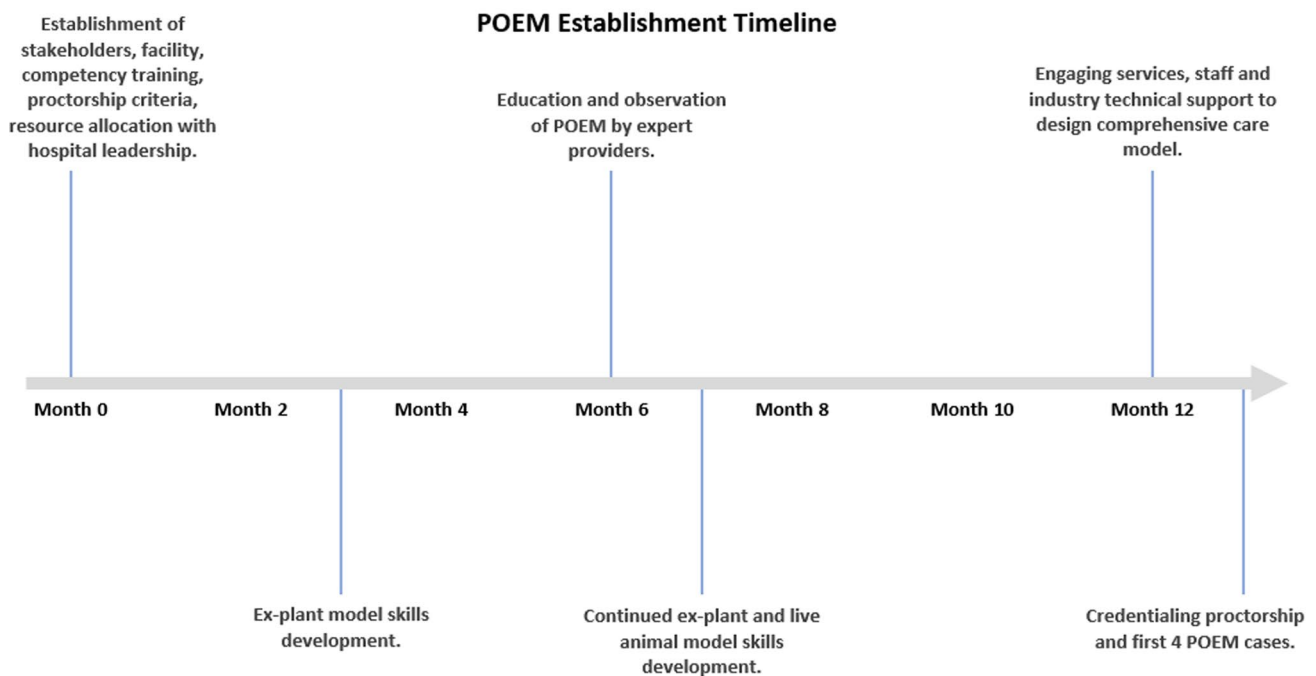 POEM Establishment Timeline
Establishment of
stakeholders, facility,
competency training,
proctorship criteria,
resource allocation with
hospital leadership.
Education and observation
of POEM by expert
providers.
Engaging services, staff and
industry technical support to
design comprehensive care
model.
Month 0
Month 2
Month 4
Month 6
Month 8
Month 10
Month 12
Ex-plant model skills
development.
Continued ex-plant and live
animal model skills
development.
Credentialing proctorship
and first 4 POEM cases.